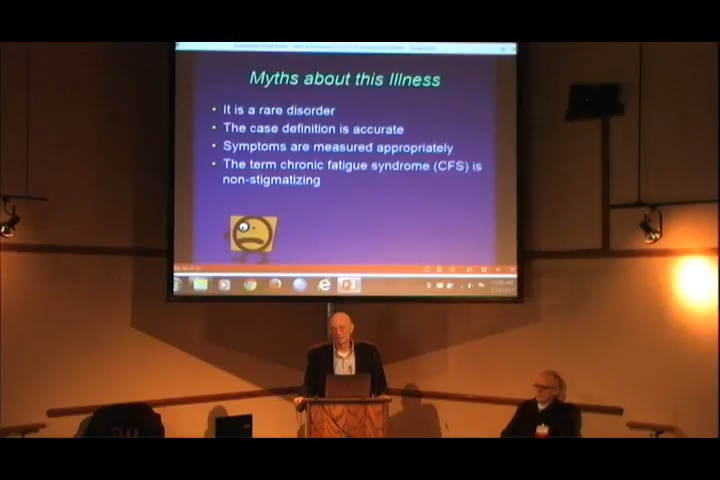 Myths about this Illness
• It is a rare disorder
• The case definition is accurate
• Symptoms are measured appropriately
• The term chronic fatigue syndrome (CFS) is
non-stigmatizing